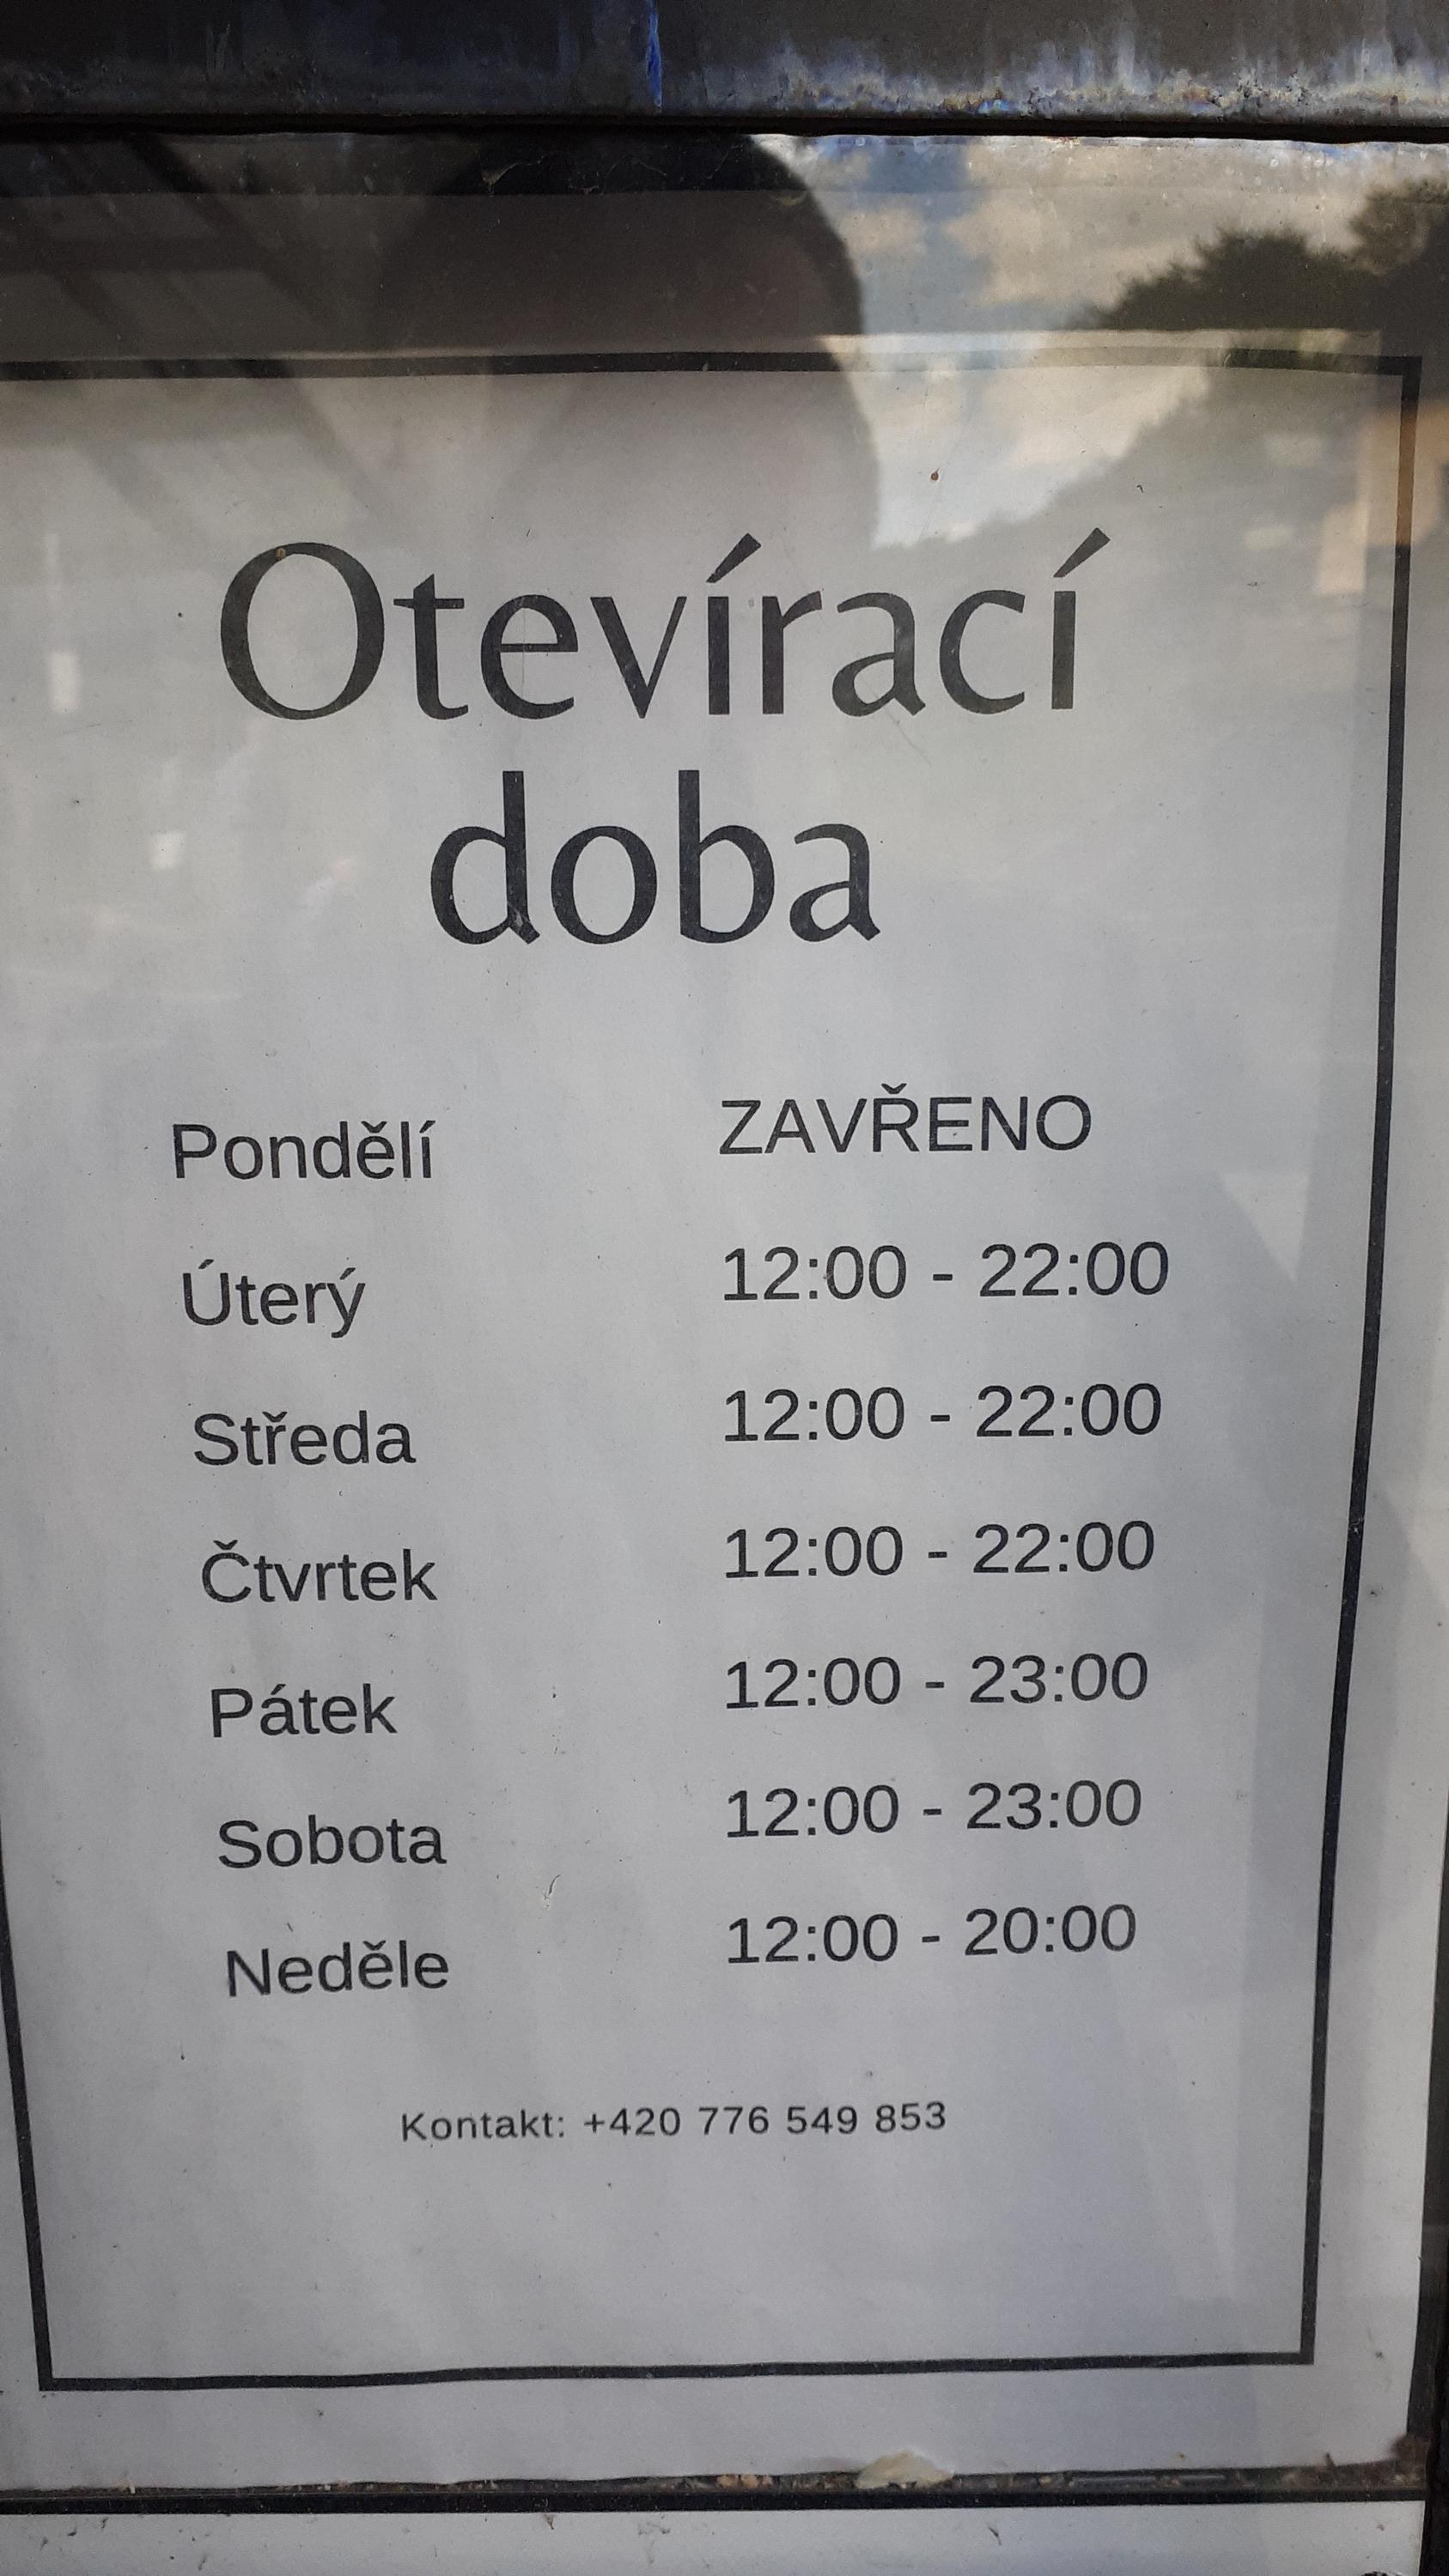 Otevírací
doba
Pondělí ZAVŘENO
Úterý 12:00 - 22:00
Středa 12:00 - 22:00
Čtvrtek 12:00 - 22:00
Pátek 12:00 - 23:00
Sobota 12:00 - 23:00
Neděle 12:00 - 20:00
Kontakt: +420 776 549 853